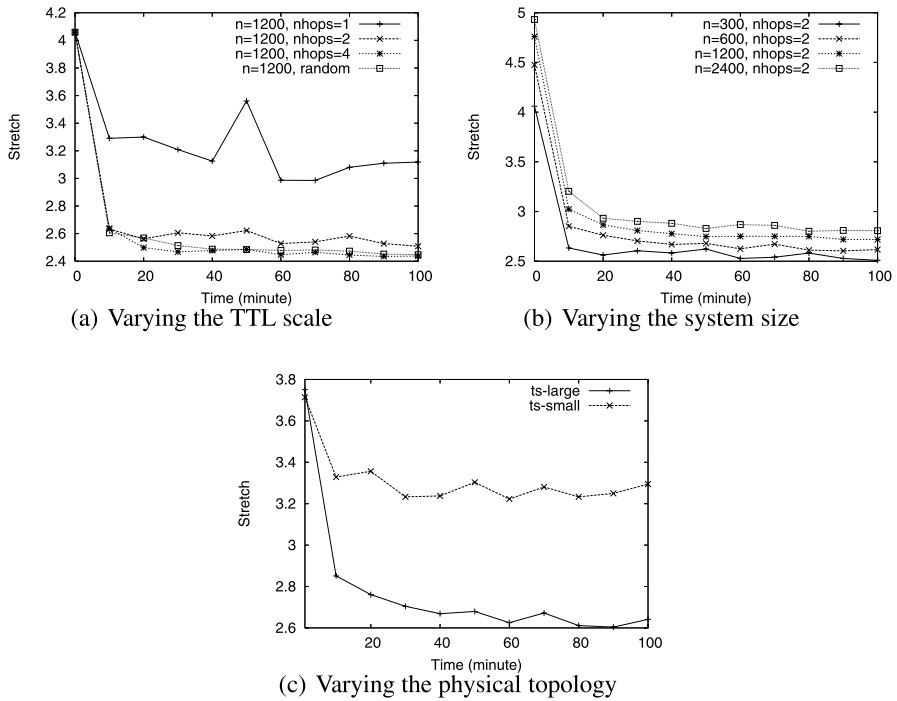 4.2
4
3.8
3.6
3.4
3.2
3
2.8
2.6
2.4
Stretch
n=1200, nhops=1
n=1200, nhops=2
n=1200, nhops=4
n=1200, random
0 20 40 60 80 100
Time (minute)
(a) Varying the TTL scale
5
4.5
4
3.5
3
2.5
Stretch
n=300, nhops=2
n=600, nhops=2
n=1200, nhops=2
n=2400, nhops=2
0 20 40 60 80 100
Time (minute)
(b) Varying the system size
3.8
3.6
3.4
3.2
3
2.8
2.6
Stretch
ts-large
ts-small
20 40 60 80 100
Time (minute)
(c) Varying the physical topology